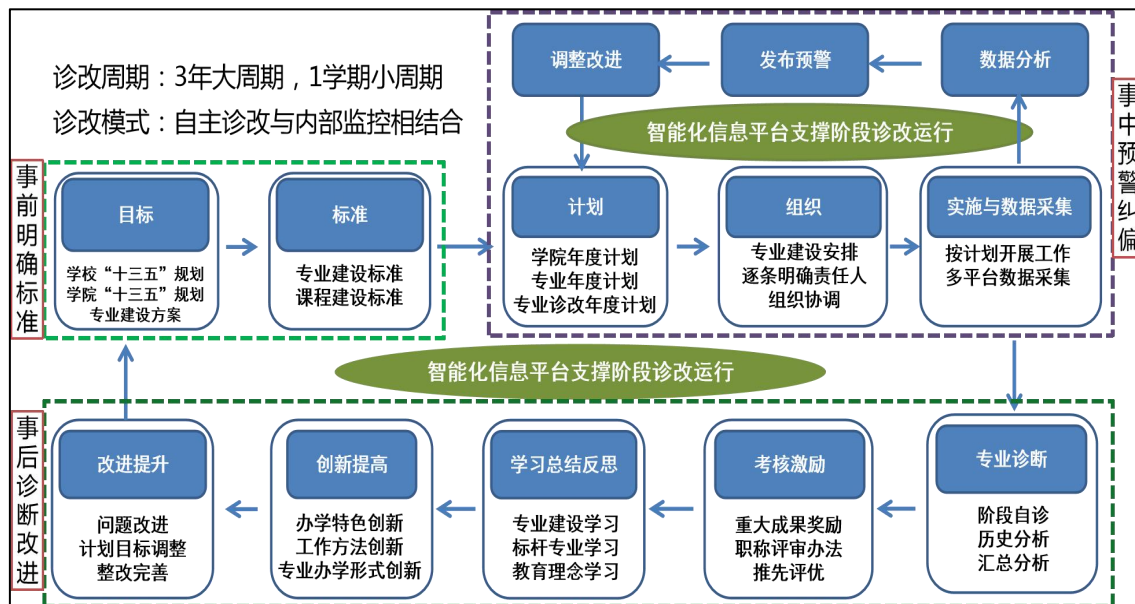 诊改周期：3年大周期，1学期小周期
诊改模式：自主诊改与内部监控相结合
调整改进
发布预警
数据分析
智能化信息平台支撑阶段诊改运行
事前明确标准
目标
学校“十三五”规划
学院“十三五”规划
专业建设方案
标准
专业建设标准
课程建设标准
计划
学院年度计划
专业年度计划
专业诊改年度计划
组织
专业建设安排
逐条明确责任人
组织协调
实施与数据采集
按计划开展工作
多平台数据采集
事中预警纠偏
智能化信息平台支撑阶段诊改运行
事后诊断改进
改进提升
问题改进
计划目标调整
整改完善
创新提高
办学特色创新
工作方法创新
专业办学形式创新
学习总结反思
专业建设学习
标杆专业学习
教育理念学习
考核激励
重大成果奖励
职称评审办法
推先评优
专业诊断
阶段自诊
历史分析
汇总分析